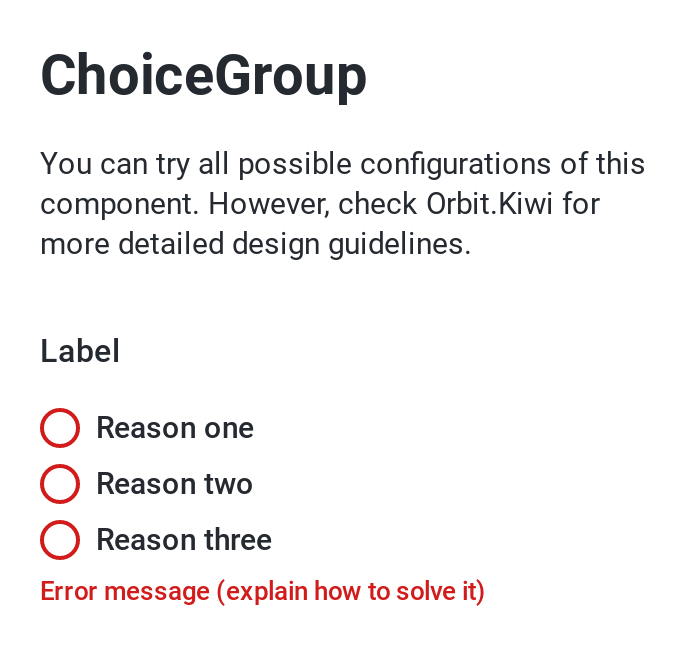 ChoiceGroup
You can try all possible configurations of this
component. However, check Orbit.Kiwi for
more detailed design guidelines.
Label
Reason one
Reason two
Reason three
Error message (explain how to solve it)